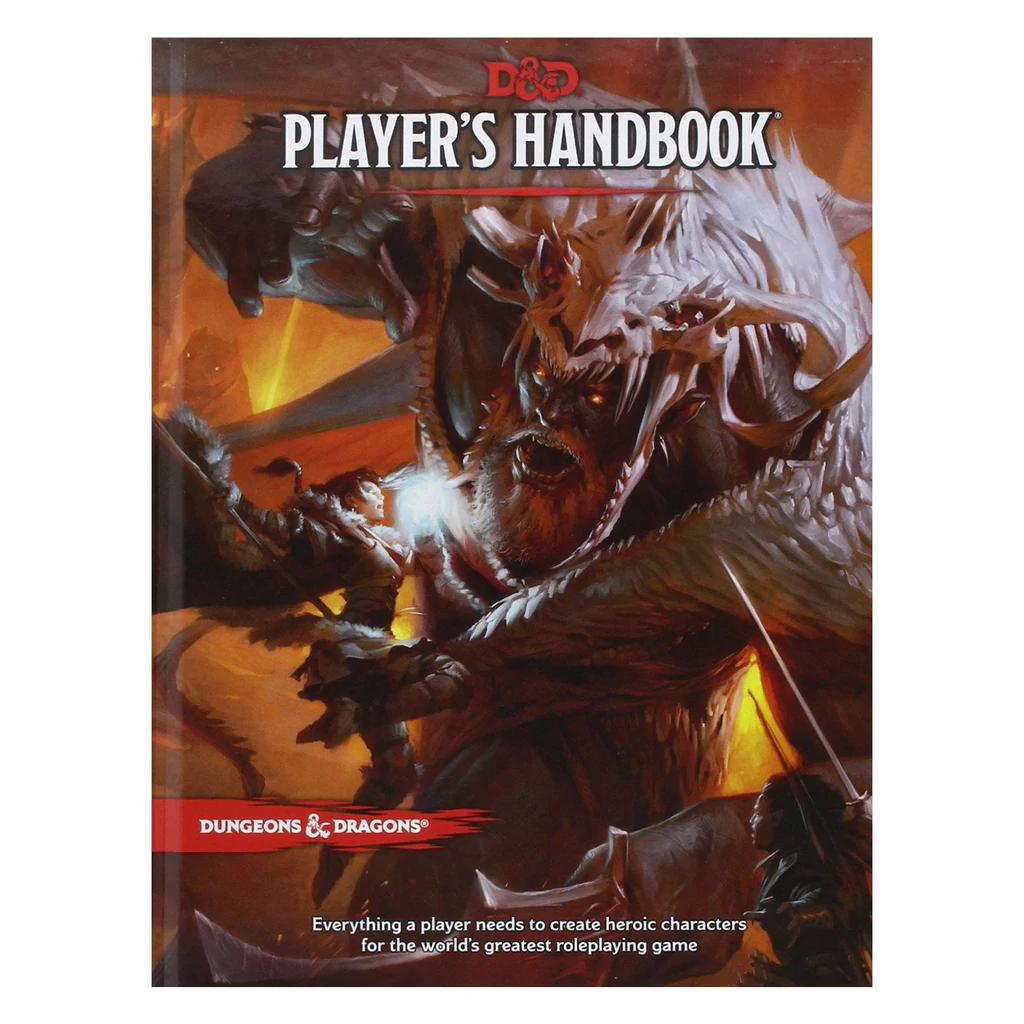 D&D
PLAYER'S HANDBOOK®
DUNGEONS & DRAGONS®
Everything a player needs to create heroic characters
for the world's greatest roleplaying game